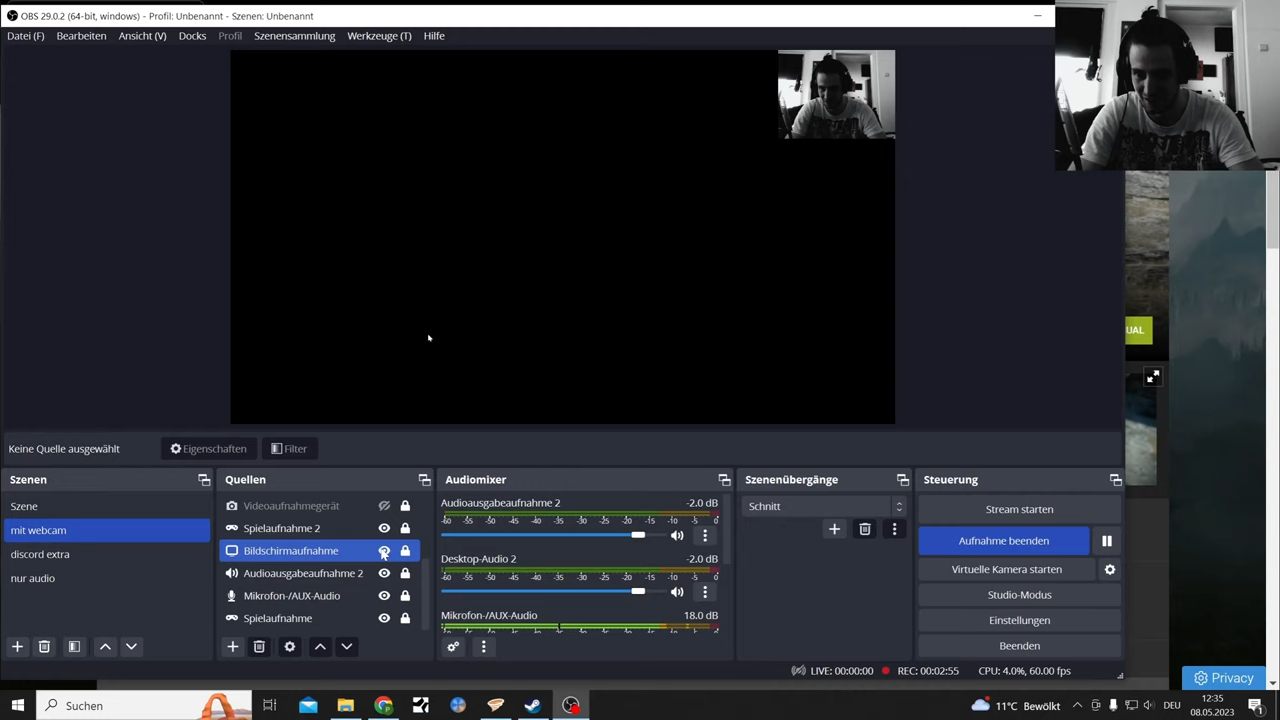 OBS 29.0.2 (64-bit, windows) - Profil: Unbenannt - Szenen: Unbenannt
Datei (F) Bearbeiten Ansicht (V) Docks Profil Szenensammlung Werkzeuge (T) Hilfe
UAL
Keine Quelle ausgewählt Eigenschaften Filter
Szenen Quellen Audiomixer Szenenübergänge Steuerung
Szene
mit webcam
discord extra
nur audio
Videoaufnahmegerät
Spielaufnahme 2
Bildschirmaufnahme
Audioausgabeaufnahme 2
Mikrofon-/AUX-Audio
Spielaufnahme
Audioausgabeaufnahme 2 -2.0 dB
-60 -55 -50 -45 -40 -35 -30 -25 -20 -15 -10 -5 0
Desktop-Audio 2 -2.0 dB
-60 -55 -50 -45 -40 -35 -30 -25 -20 -15 -10 -5 0
Mikrofon-/AUX-Audio 18.0 dB
Schnitt
Stream starten
Aufnahme beenden
Virtuelle Kamera starten
Studio-Modus
Einstellungen
Beenden
LIVE: 00:00:00 REC: 00:02:55 CPU: 4.0%, 60.00 fps
Privacy
Suchen
11°C Bewölkt
DEU
12:35
08.05.2023
1